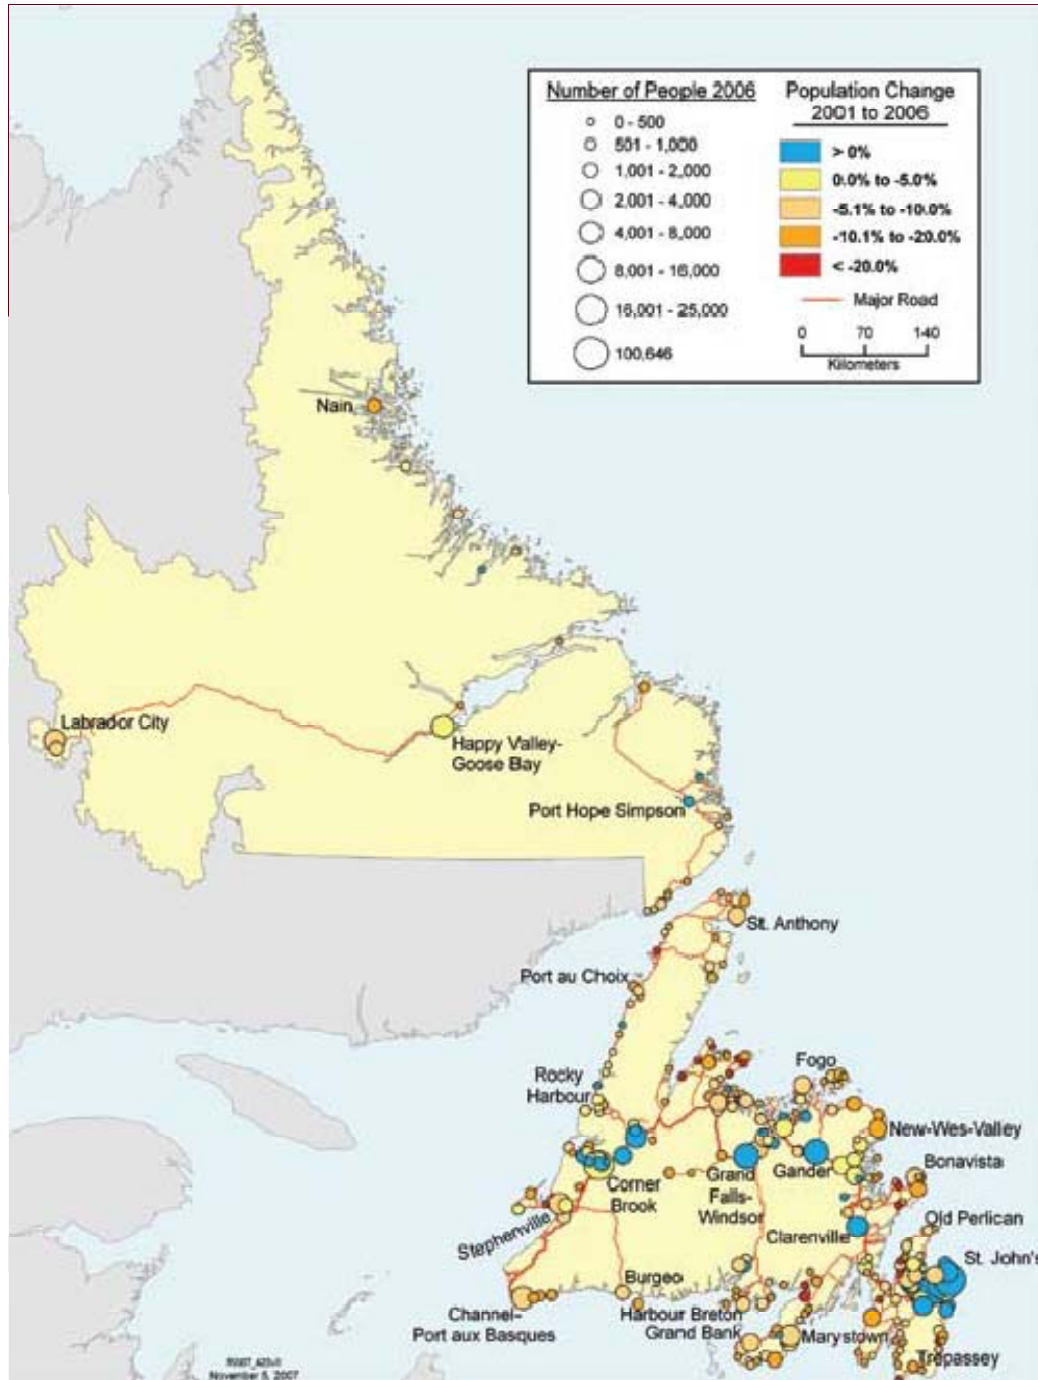 Number of People 2006
0 - 500
501 - 1,000
1,001 - 2,000
2,001 - 4,000
4,001 - 8,000
8,001 - 16,000
16,001 - 25,000
100,646
Population Change
2001 to 2006
> 0%
0.0% to -5.0%
-5.1% to -10.0%
-10.1% to -20.0%
< -20.0%
Major Road
0 70 140
Kilometers
Nain
Labrador City
Happy Valley-
Goose Bay
Port Hope Simpson
St. Anthony
Port au Choix
Rocky
Harbour
Fogo
New-Wes-Valley
Bonavista
Corner
Brook
Grand
Falls-
Windsor
Gander
Stephenville
Clarenville
Old Perlican
St. John's
Burgeo
Channel-
Port aux Basques
Harbour Breton
Grand Bank
Marystown
Trepassey
November 5, 2007